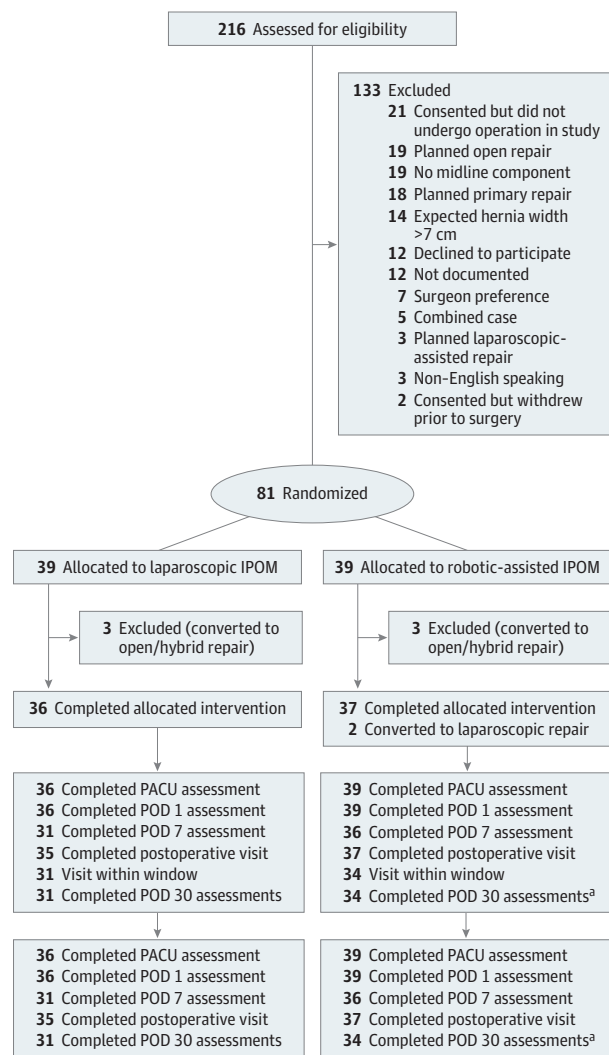 216 Assessed for eligibility
133 Excluded
21 Consented but did not
undergo operation in study
19 Planned open repair
19 No midline component
18 Planned primary repair
14 Expected hernia width
>7 cm
12 Declined to participate
12 Not documented
7 Surgeon preference
5 Combined case
3 Planned laparoscopic-
assisted repair
3 Non-English speaking
2 Consented but withdrew
prior to surgery
81 Randomized
39 Allocated to laparoscopic IPOM
3 Excluded (converted to
open/hybrid repair)
36 Completed allocated intervention
36 Completed PACU assessment
36 Completed POD 1 assessment
31 Completed POD 7 assessment
35 Completed postoperative visit
31 Visit within window
31 Completed POD 30 assessments
36 Completed PACU assessment
36 Completed POD 1 assessment
31 Completed POD 7 assessment
35 Completed postoperative visit
31 Completed POD 30 assessments
39 Allocated to robotic-assisted IPOM
3 Excluded (converted to
open/hybrid repair)
37 Completed allocated intervention
2 Converted to laparoscopic repair
39 Completed PACU assessment
39 Completed POD 1 assessment
36 Completed POD 7 assessment
37 Completed postoperative visit
34 Visit within window
34 Completed POD 30 assessmentsa
39 Completed PACU assessment
39 Completed POD 1 assessment
36 Completed POD 7 assessment
37 Completed postoperative visit
34 Completed POD 30 assessmentsa